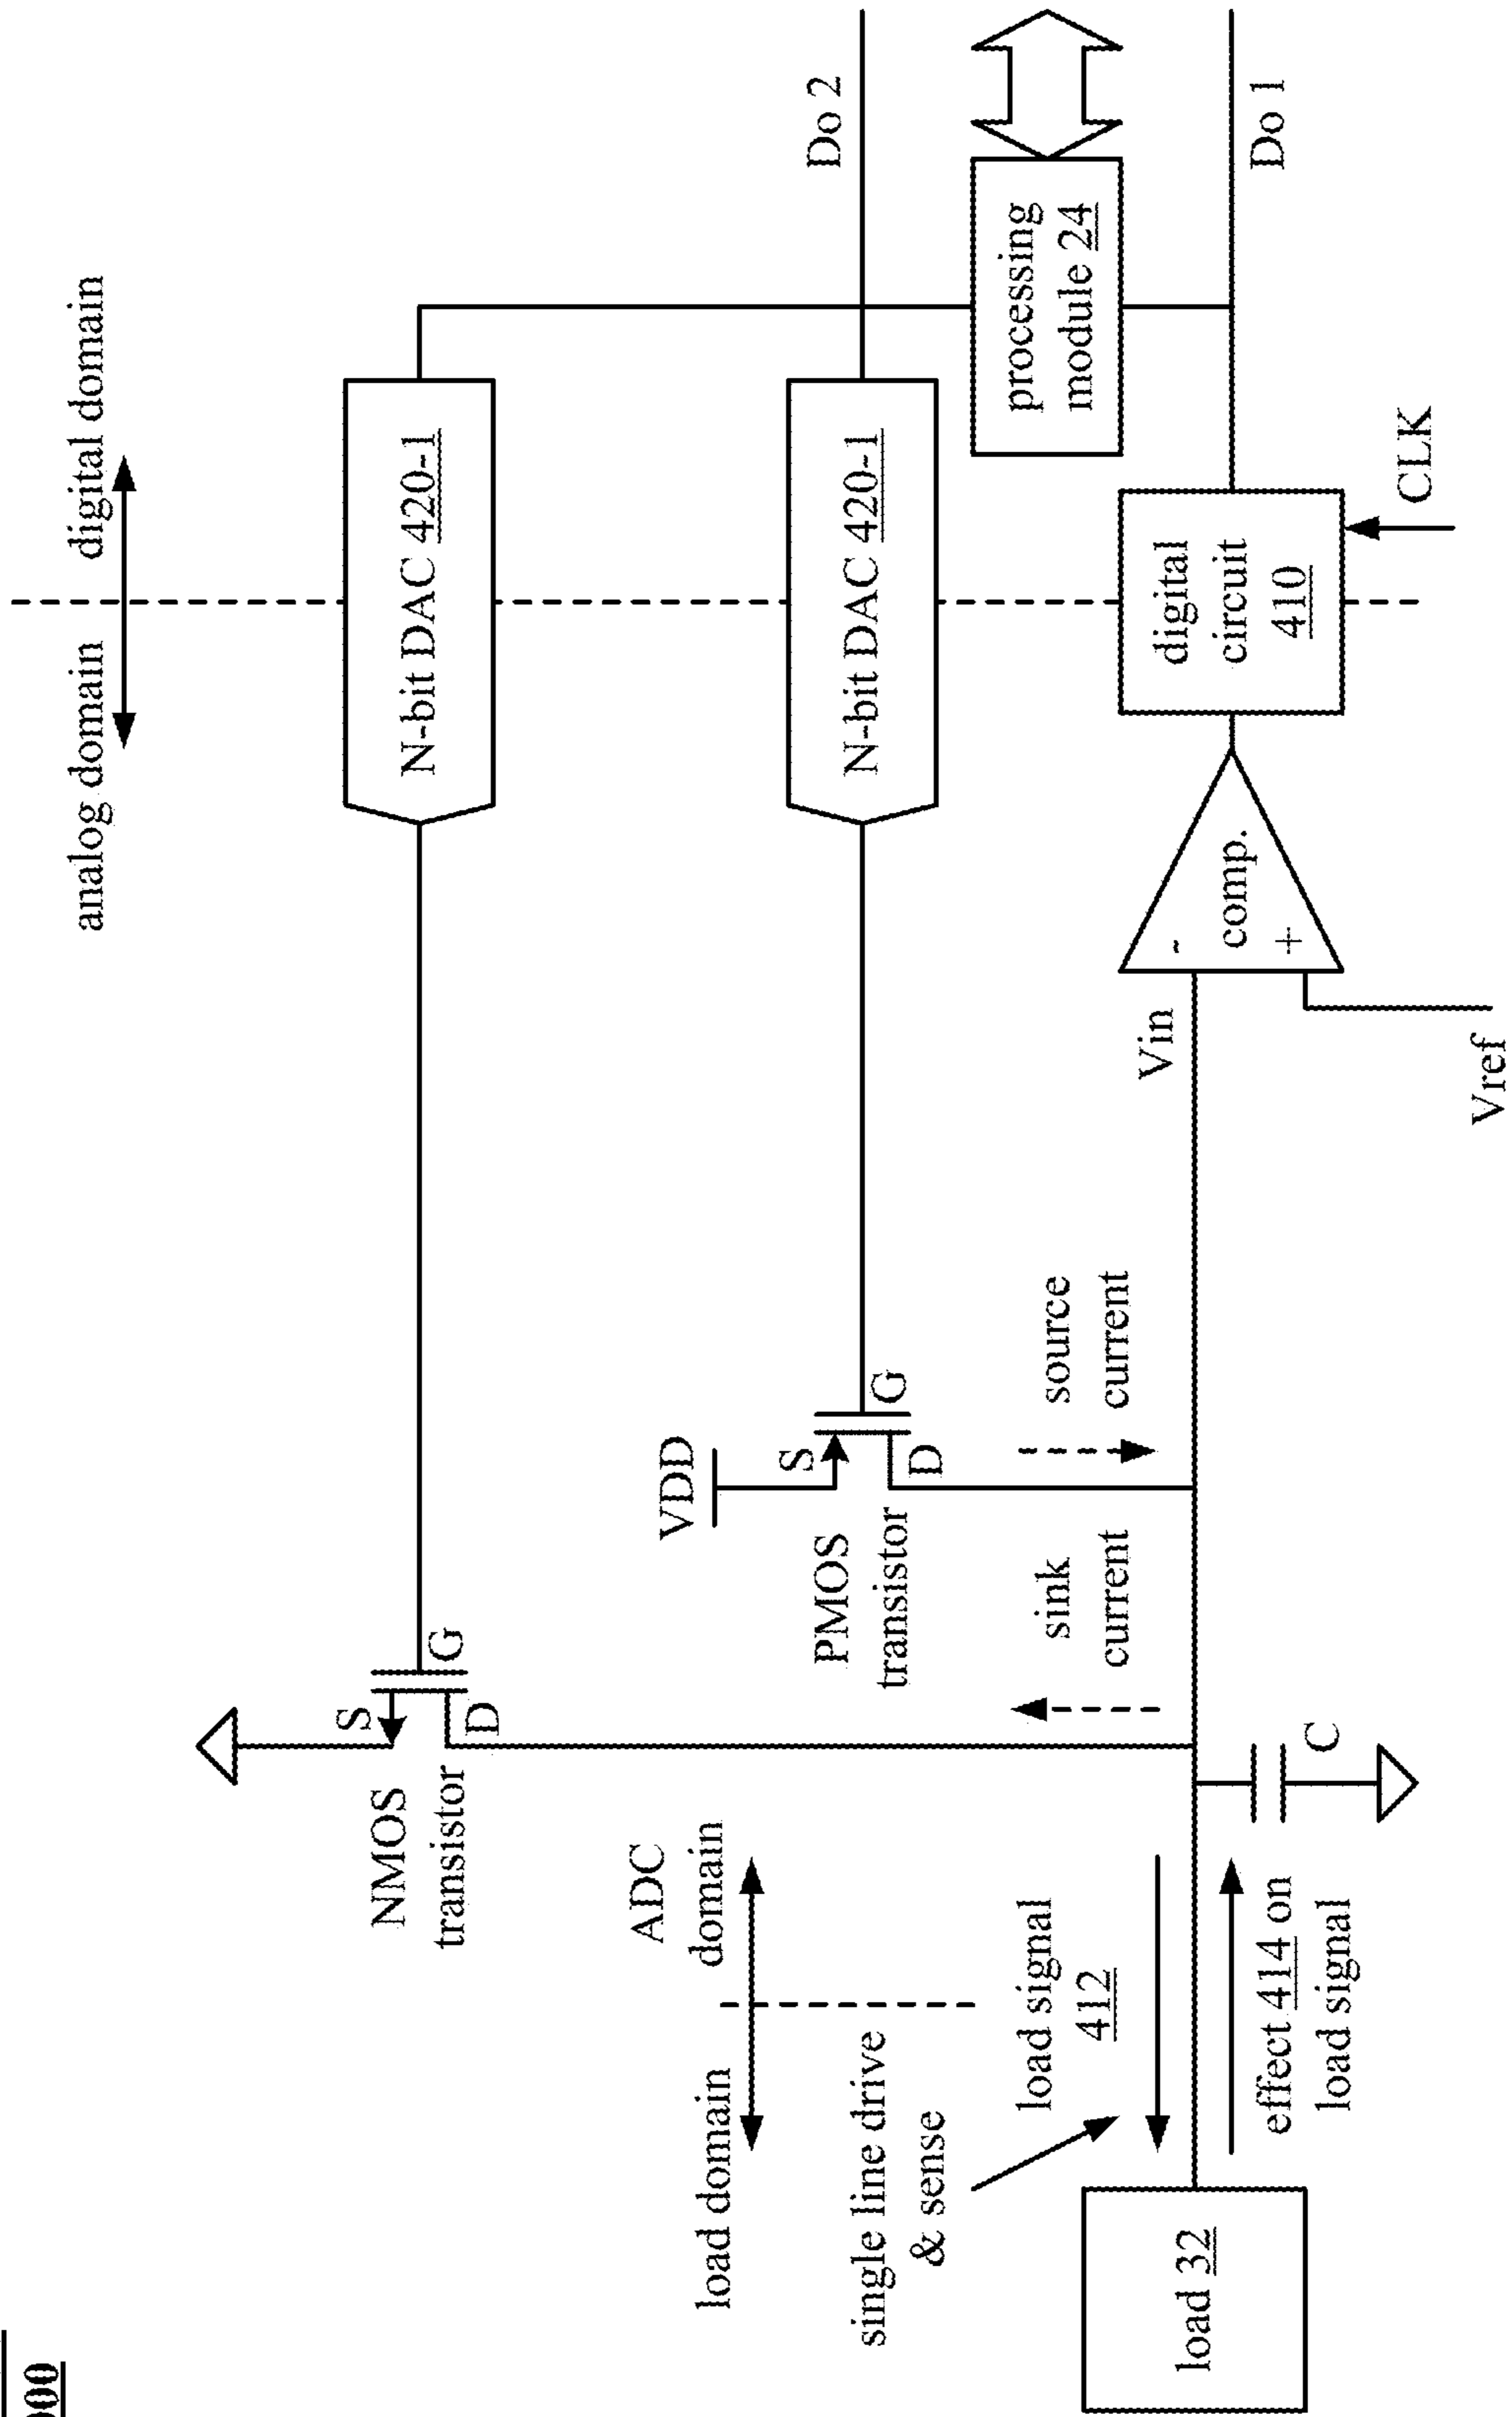 000
analog domain
digital domain
N-bit DAC 420-1
NMOS
transistor
S
G
D
VDD
Do 2
N-bit DAC 420-1
PMOS
transistor
S
G
D
load domain
ADC
domain
single line drive
& sense
sink
current
source
current
processing
module 24
load signal
412
Vin
-
comp.
+
digital
circuit
410
Do 1
load 32
effect 414 on
load signal
C
Vref
CLK